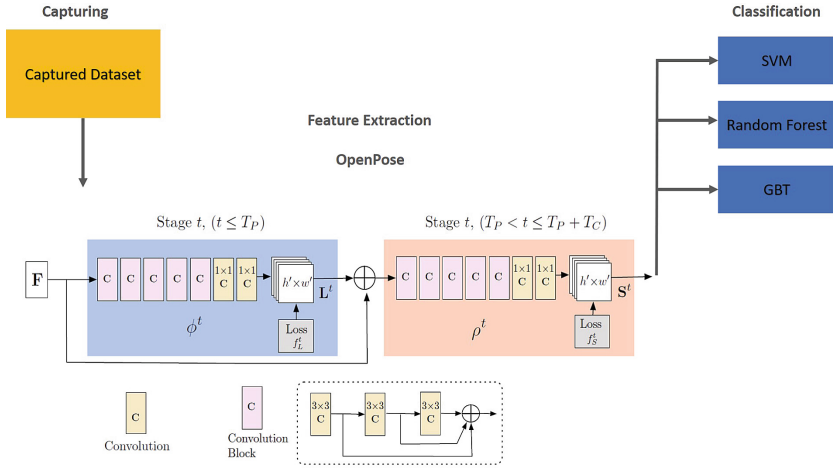 Capturing
Classification
Captured Dataset
SVM
Random Forest
GBT
Feature Extraction
OpenPose
Stage t, (t ≤ T_P)
Stage t, (T_P < t ≤ T_P + T_C)
F
C C C C C 1×1 C 1×1 C h′×w′ L^t
C C C C C 1×1 C 1×1 C h′×w′ S^t
Loss f_L^t
Loss f_S^t
ϕ^t
ρ^t
C
Convolution
C
Convolution
Block
3×3 C 3×3 C 3×3 C